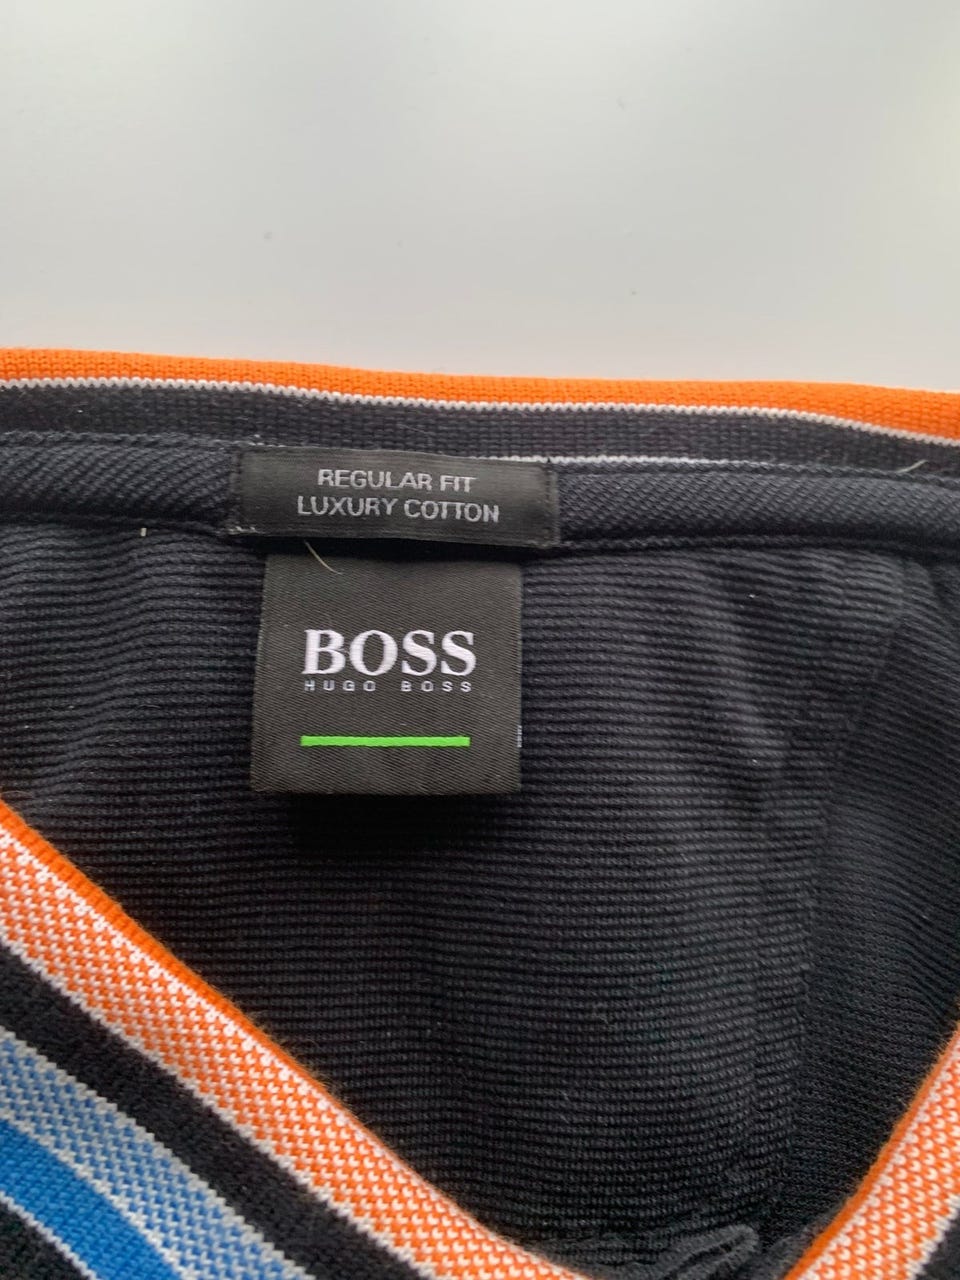 REGULAR FIT
LUXURY COTTON
BOSS
HUGO BOSS